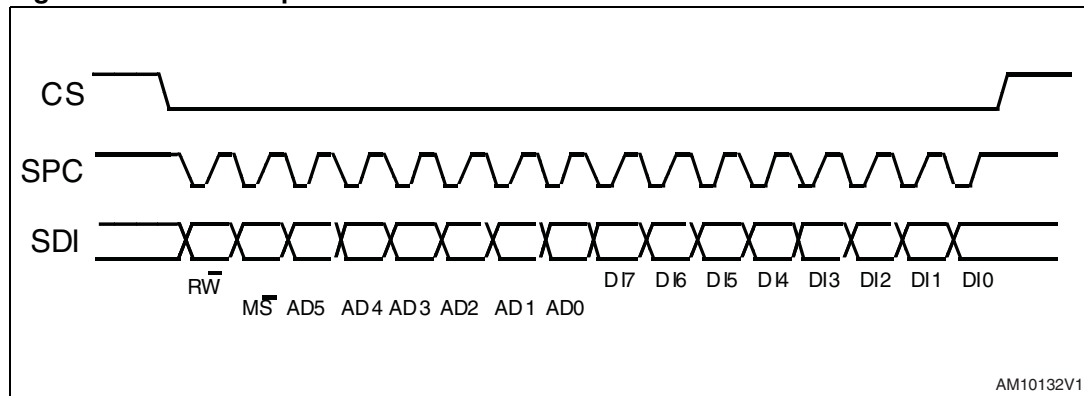 CS
SPC
SDI
RW̅
DI7 DI6 DI5 DI4 DI3 DI2 DI1 DI0
MS̅ AD5 AD4 AD3 AD2 AD1 AD0
AM10132V1